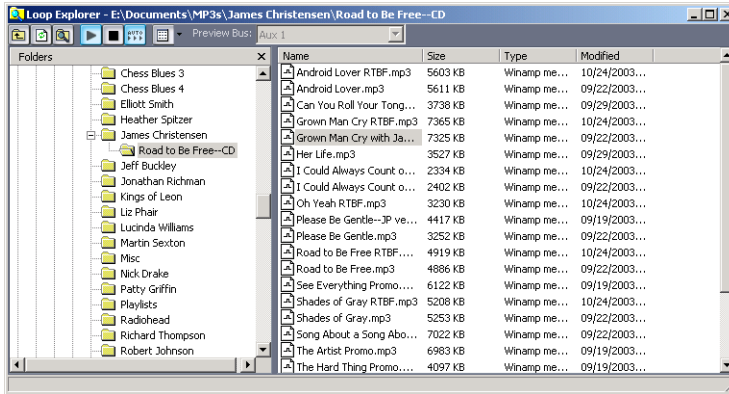 Loop Explorer - E:\Documents\MP3s\James Christensen\Road to Be Free--CD
AUTO Preview Bus: Aux 1
Folders
Chess Blues 3
Chess Blues 4
Elliott Smith
Heather Spitzer
James Christensen
Road to Be Free--CD
Jeff Buckley
Jonathan Richman
Kings of Leon
Liz Phair
Lucinda Williams
Martin Sexton
Misc
Nick Drake
Patty Griffin
Playlists
Radiohead
Richard Thompson
Robert Johnson
Name Size Type Modified
Android Lover RTBF.mp3 5603 KB Winamp me... 10/24/2003...
Android Lover.mp3 5611 KB Winamp me... 09/22/2003...
Can You Roll Your Tong... 3738 KB Winamp me... 09/29/2003...
Grown Man Cry RTBF.mp3 7365 KB Winamp me... 10/24/2003...
Grown Man Cry with Ja... 7325 KB Winamp me... 09/22/2003...
Her Life.mp3 3527 KB Winamp me... 09/29/2003...
I Could Always Count o... 2334 KB Winamp me... 10/24/2003...
I Could Always Count o... 2402 KB Winamp me... 09/22/2003...
Oh Yeah RTBF.mp3 3230 KB Winamp me... 10/24/2003...
Please Be Gentle--JP ve... 4417 KB Winamp me... 09/19/2003...
Please Be Gentle.mp3 3252 KB Winamp me... 09/22/2003...
Road to Be Free RTBF.... 4919 KB Winamp me... 10/24/2003...
Road to Be Free.mp3 4886 KB Winamp me... 09/22/2003...
See Everything Promo.... 6122 KB Winamp me... 09/19/2003...
Shades of Gray RTBF.mp3 5208 KB Winamp me... 10/24/2003...
Shades of Gray.mp3 5253 KB Winamp me... 09/22/2003...
Song About a Song Abo... 7022 KB Winamp me... 09/22/2003...
The Artist Promo.mp3 6983 KB Winamp me... 09/19/2003...
The Hard Thing Promo.... 4097 KB Winamp me... 09/19/2003...